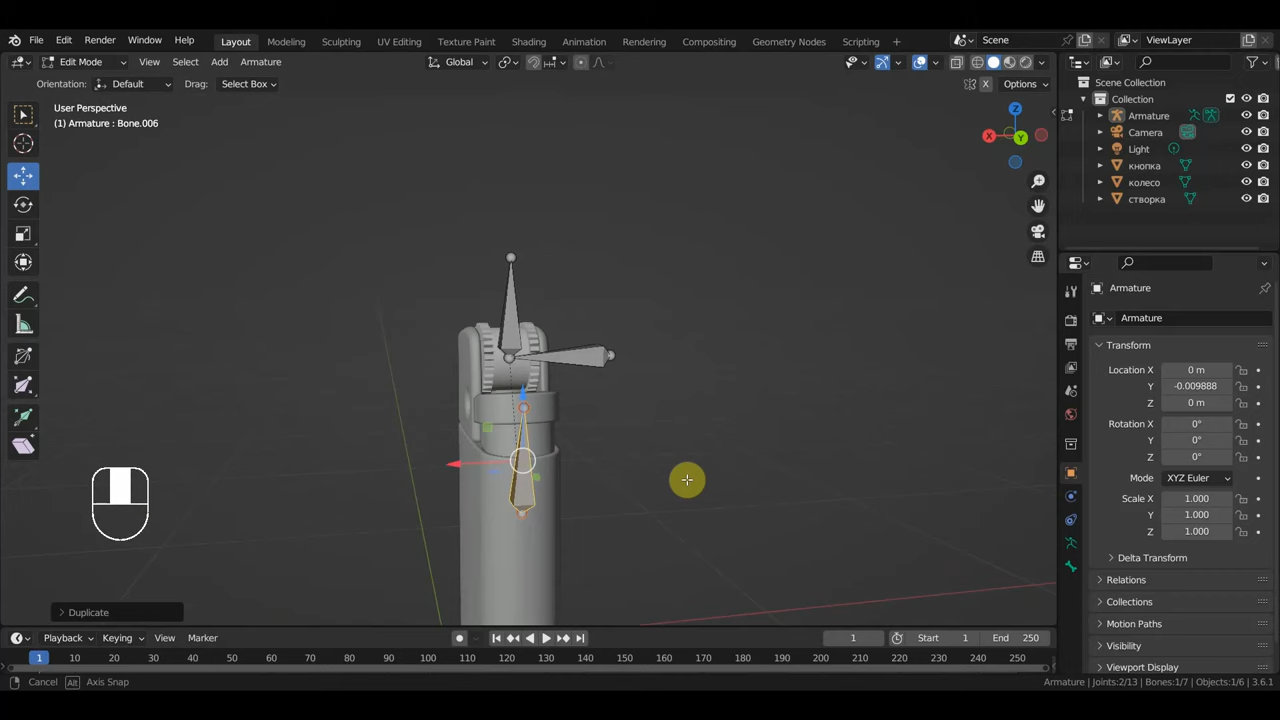 File Edit Render Window Help Layout Modeling Sculpting UV Editing Texture Paint Shading Animation Rendering Compositing Geometry Nodes Scripting + Scene ViewLayer
Edit Mode View Select Add Armature Global Options
Orientation: Default Drag: Select Box X Options
User Perspective
(1) Armature : Bone.006
Z
X
Y
Scene Collection
Collection
Armature
Camera
Light
кнопка
колесо
створка
Armature
Armature
Transform
Location X 0 m
Y -0.009888
Z 0 m
Rotation X 0°
Y 0°
Z 0°
Mode XYZ Euler
Scale X 1.000
Y 1.000
Z 1.000
Delta Transform
Relations
Collections
Motion Paths
Visibility
Viewport Display
Duplicate
Playback Keying View Marker 1 Start 1 End 250
1 10 20 30 40 50 60 70 80 90 100 110 120 130 140 150 160 170 180 190 200 210 220 230 240 250
Cancel Alt Axis Snap Armature | Joints:2/13 | Bones:1/7 | Objects:1/6 | 3.6.1